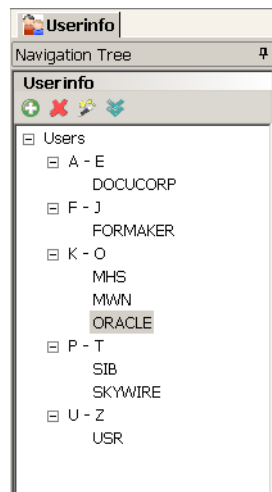 Userinfo
Navigation Tree
Userinfo
Users
A - E
DOCUCORP
F - J
FORMAKER
K - O
MHS
MWN
ORACLE
P - T
SIB
SKYWIRE
U - Z
USR